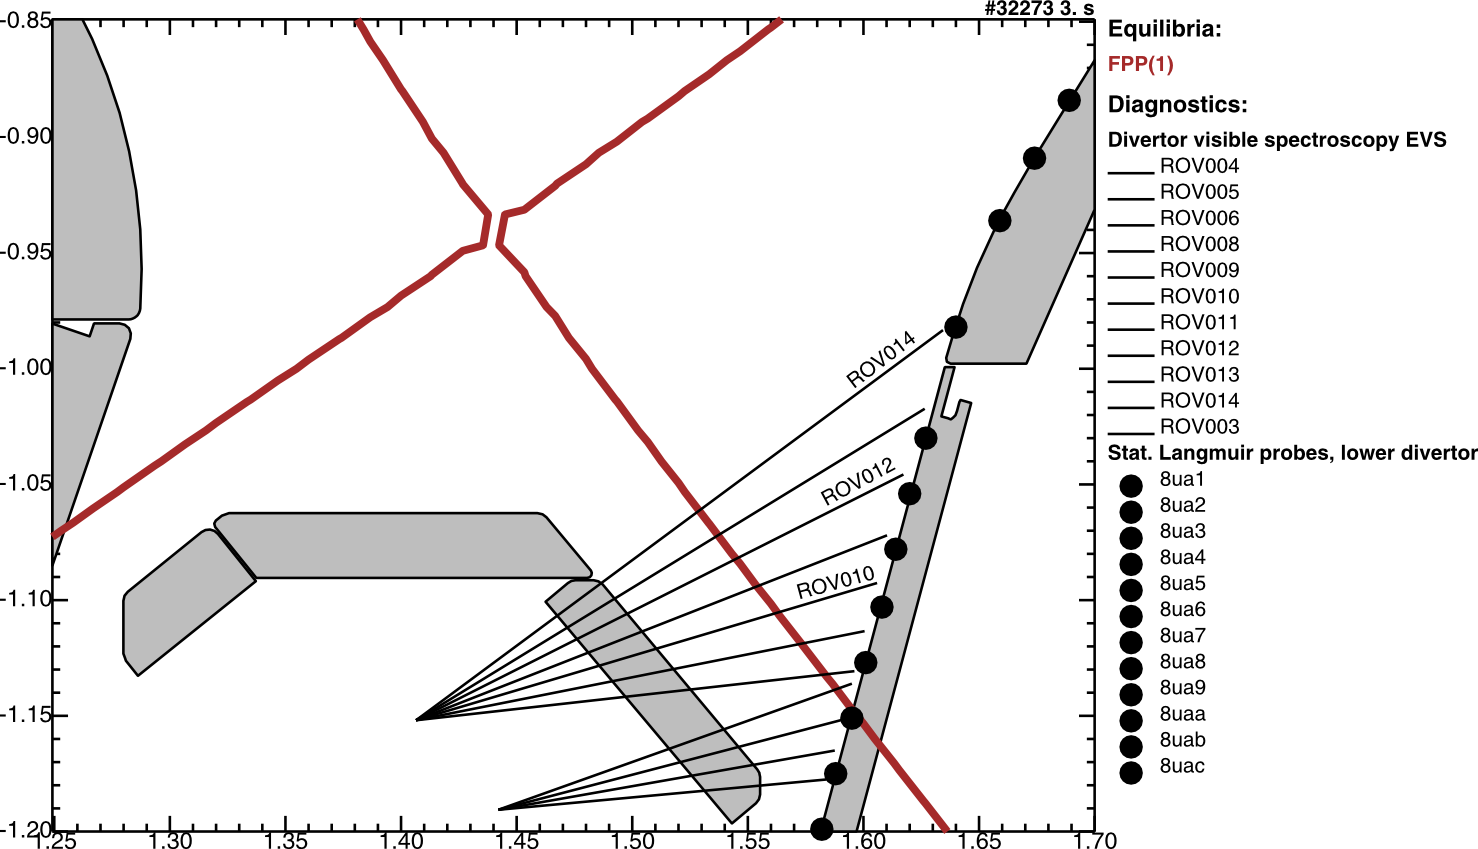 #32273 3. s
-0.85
-0.90
-0.95
-1.00
-1.05
-1.10
-1.15
-1.20
1.25
1.30
1.35
1.40
1.45
1.50
1.55
1.60
1.65
1.70
ROV014
ROV012
ROV010
Equilibria:
FPP(1)
Diagnostics:
Divertor visible spectroscopy EVS
ROV004
ROV005
ROV006
ROV008
ROV009
ROV010
ROV011
ROV012
ROV013
ROV014
ROV003
Stat. Langmuir probes, lower divertor
8ua1
8ua2
8ua3
8ua4
8ua5
8ua6
8ua7
8ua8
8ua9
8uaa
8uab
8uac